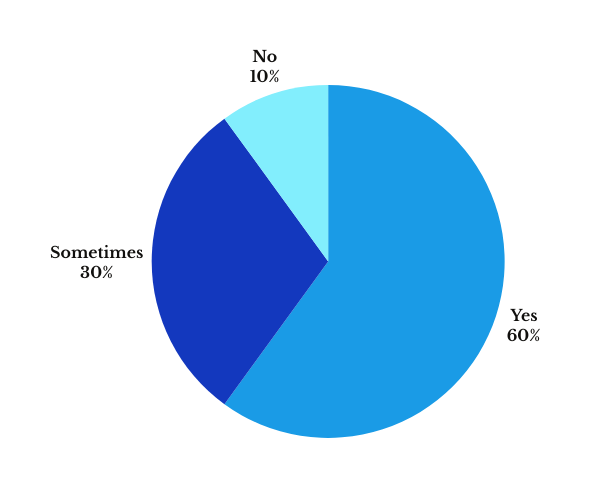 No
10%
Sometimes
30%
Yes
60%